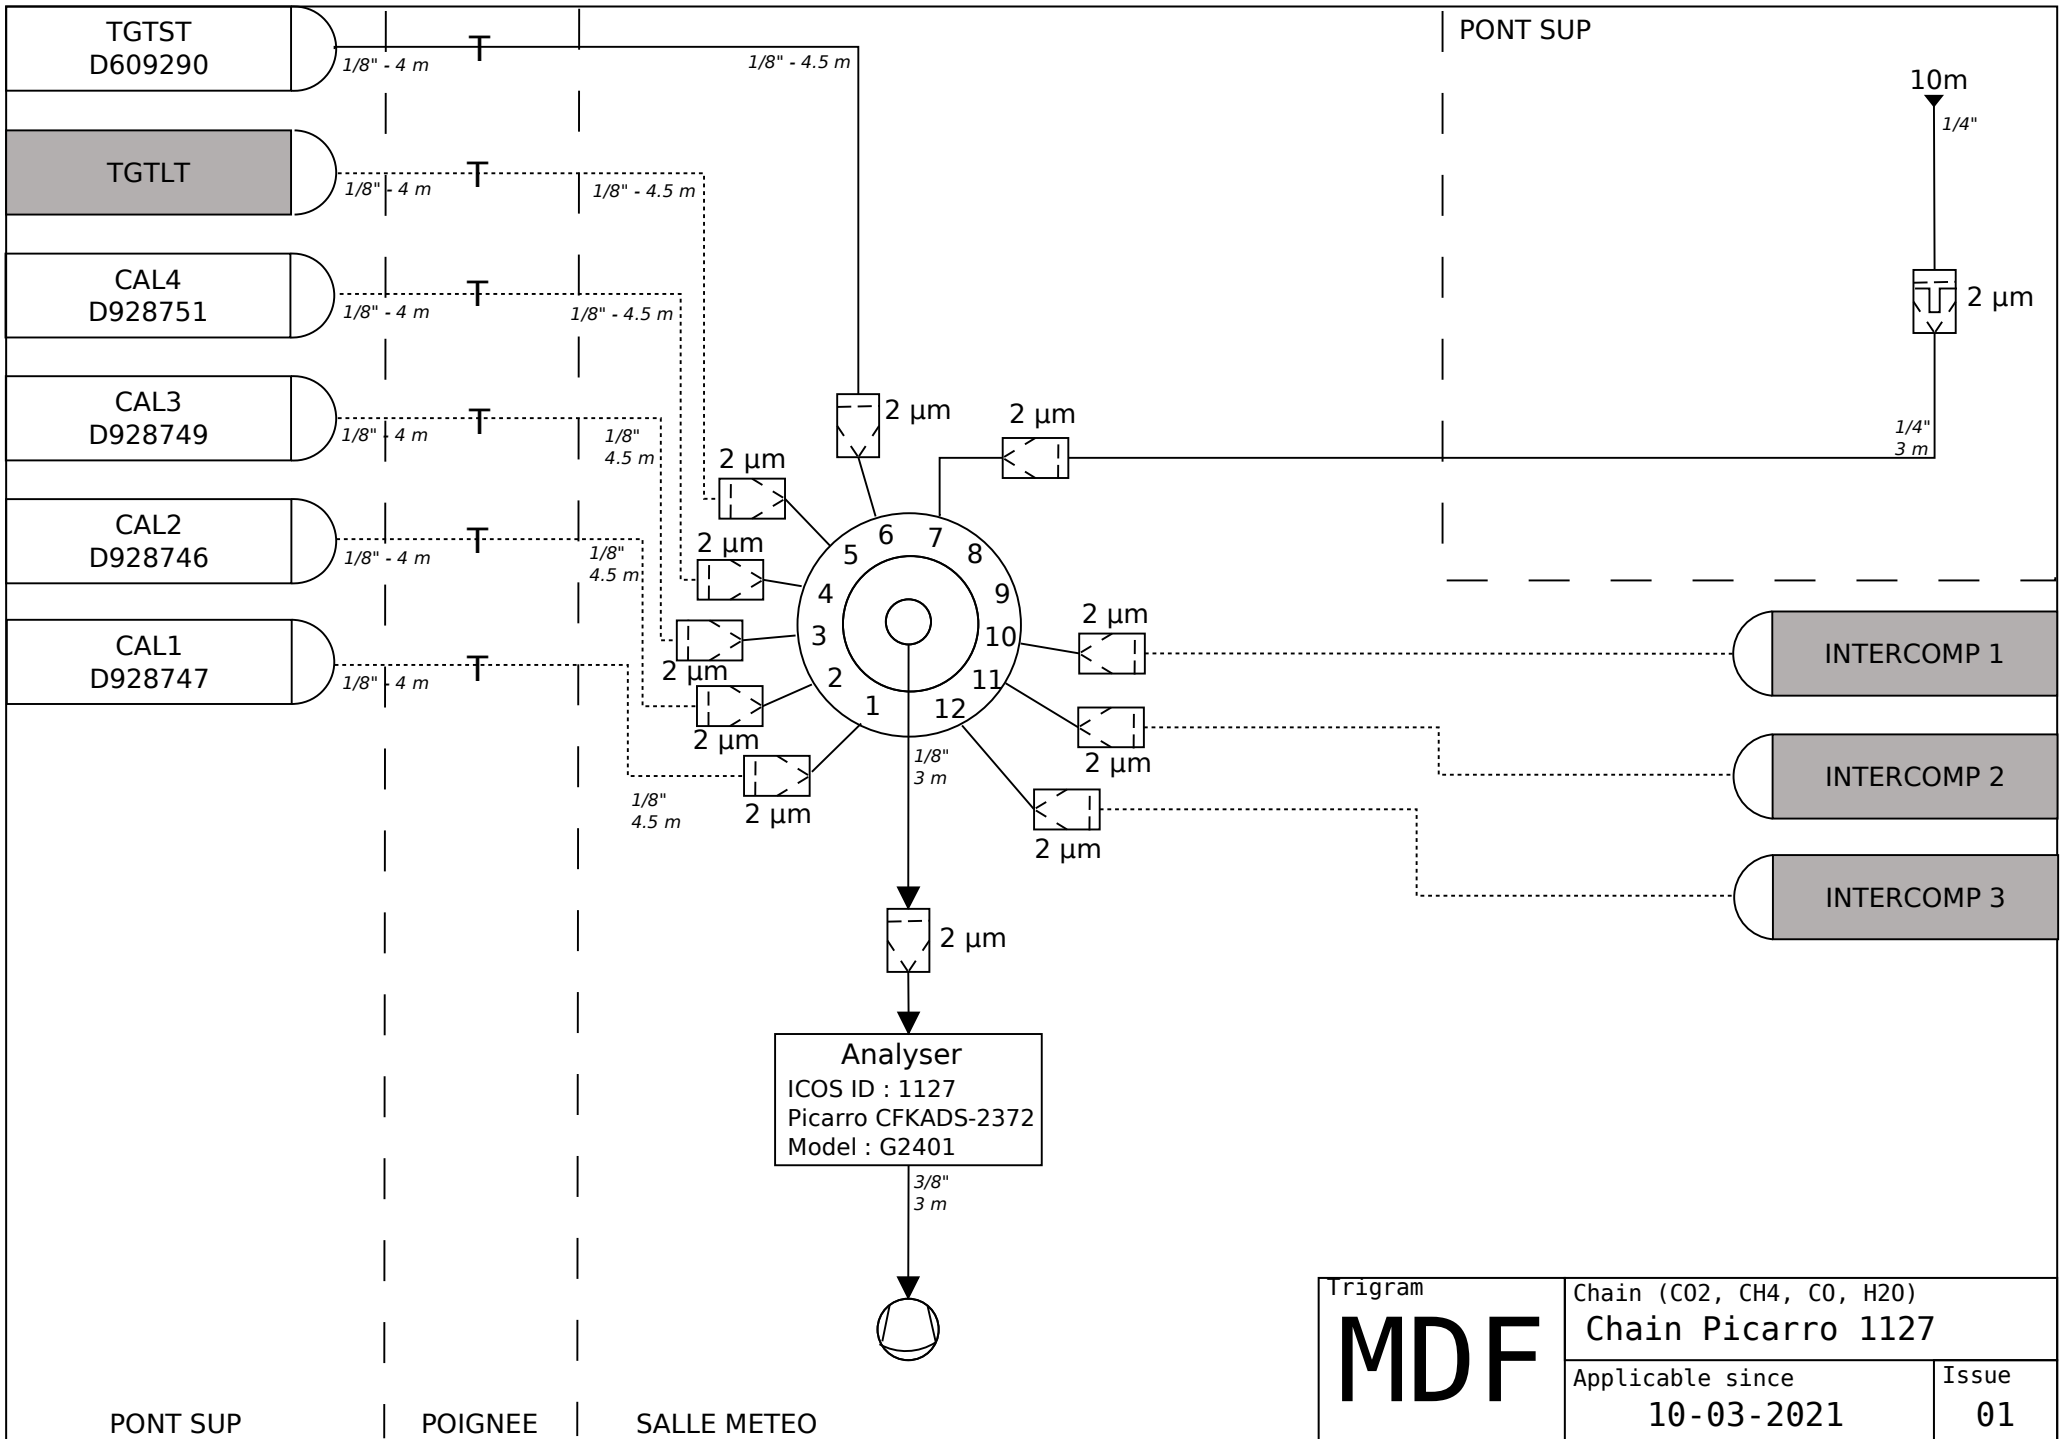 TGTST
D609290
1/8" - 4 m
T
1/8" - 4.5 m
PONT SUP
10m
1/4"
TGTLT
1/8" - 4 m
T
1/8" - 4.5 m
CAL4
D928751
1/8" - 4 m
T
1/8" - 4.5 m
2 µm
CAL3
D928749
1/8" - 4 m
T
1/8"
4.5 m
2 µm
2 µm
2 µm
1/4"
3 m
CAL2
D928746
1/8" - 4 m
T
1/8"
4.5 m
2 µm
CAL1
D928747
1/8" - 4 m
T
1/8"
4.5 m
2 µm
2 µm
2 µm
1
2
3
4
5
6
7
8
9
10
11
12
2 µm
2 µm
2 µm
INTERCOMP 1
INTERCOMP 2
INTERCOMP 3
1/8"
3 m
2 µm
Analyser
ICOS ID : 1127
Picarro CFKADS-2372
Model : G2401
3/8"
3 m
PONT SUP
POIGNEE
SALLE METEO
Trigram
MDF
Chain (CO2, CH4, CO, H2O)
Chain Picarro 1127
Applicable since
10-03-2021
Issue
01